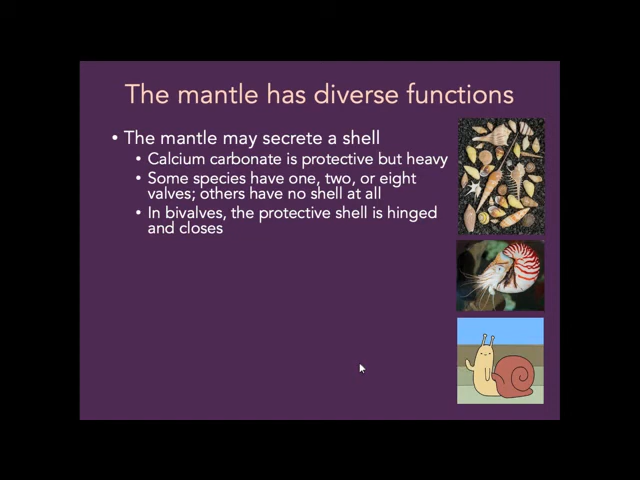 The mantle has diverse functions
• The mantle may secrete a shell
• Calcium carbonate is protective but heavy
• Some species have one, two, or eight
valves; others have no shell at all
• In bivalves, the protective shell is hinged
and closes